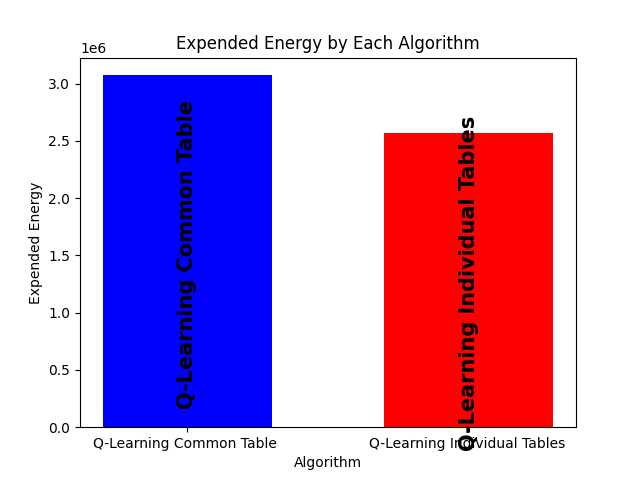 Expended Energy by Each Algorithm
1e6
3.0
2.5
2.0
1.5
1.0
0.5
0.0
Expended Energy
Q-Learning Common Table
Q-Learning Individual Tables
Q-Learning Common Table
Q-Learning Individual Tables
Algorithm